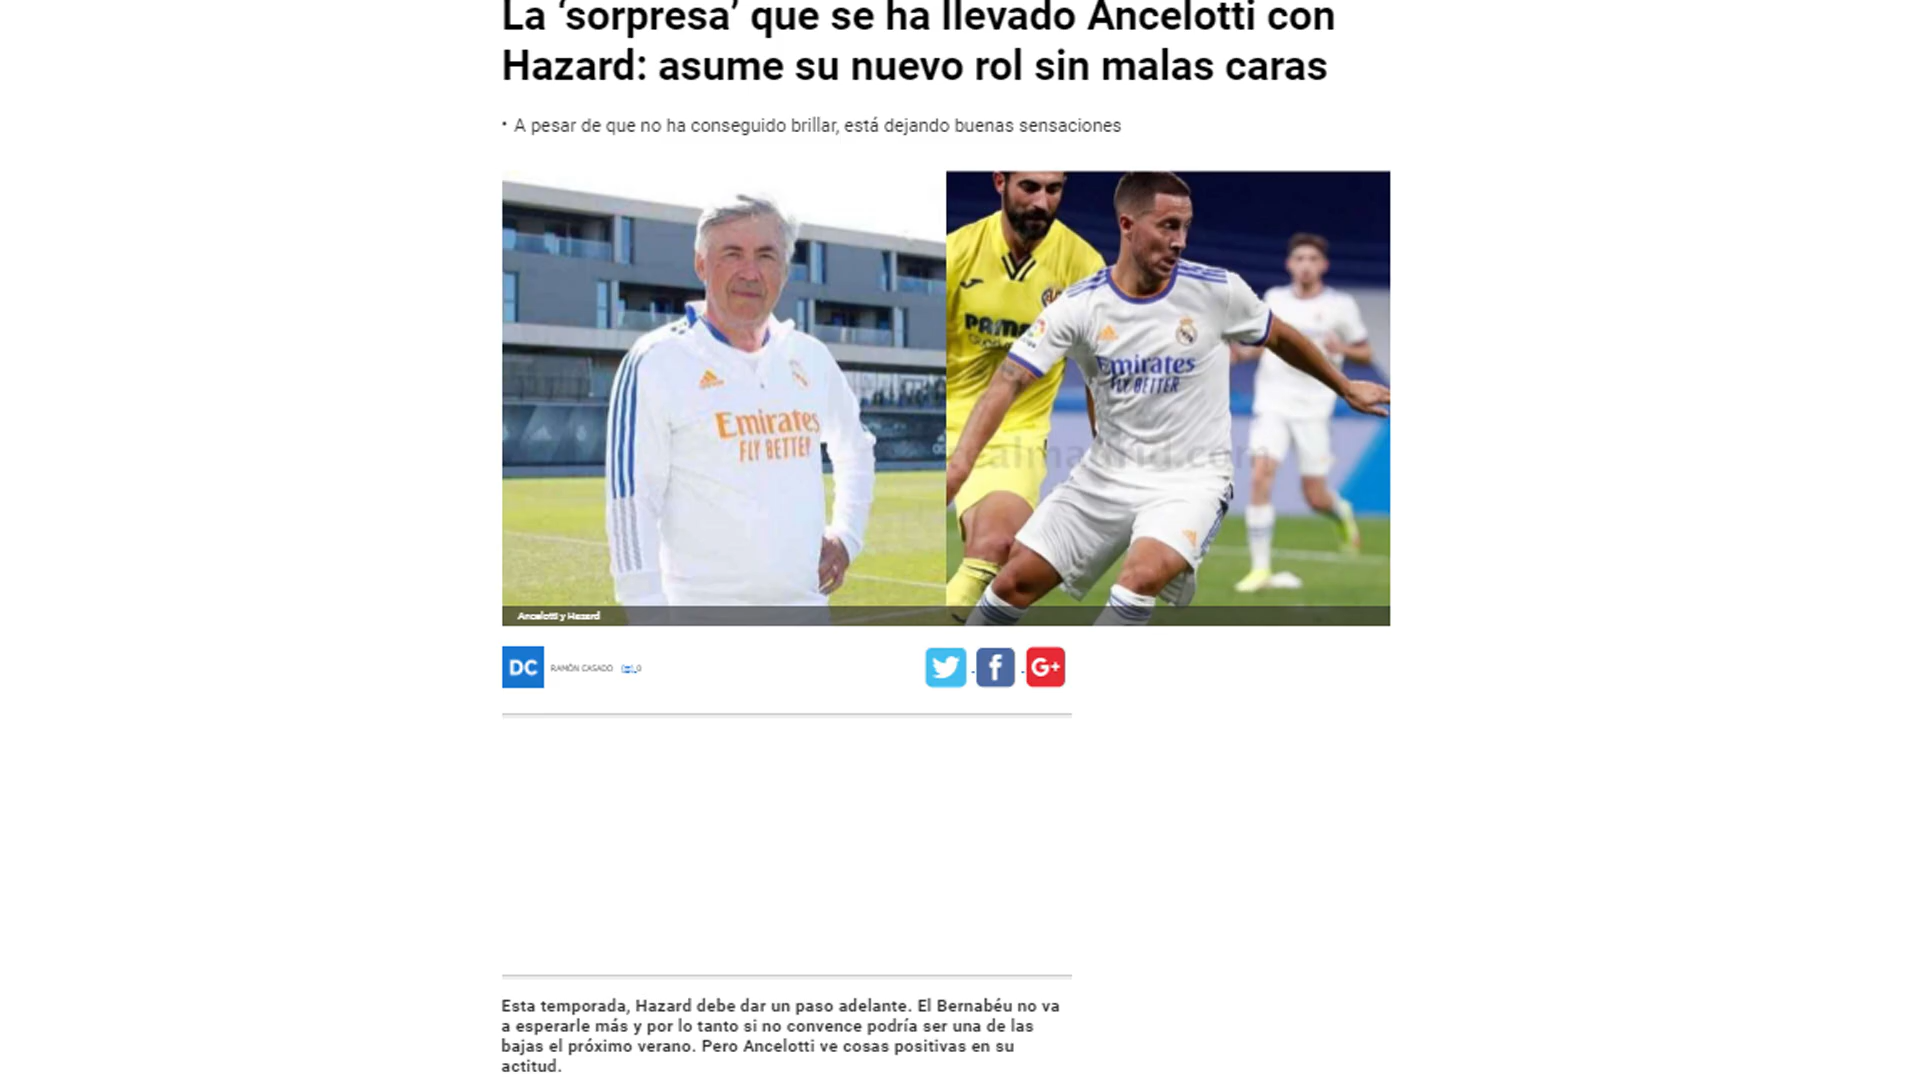 La ‘sorpresa’ que se ha llevado Ancelotti con
Hazard: asume su nuevo rol sin malas caras
• A pesar de que no ha conseguido brillar, está dejando buenas sensaciones
Emirates
FLY BETTER
Emirates
FLY BETTER
realmadrid.com
Ancelotti y Hazard
DC
RAMÓN CASADO
0
G+
Esta temporada, Hazard debe dar un paso adelante. El Bernabéu no va
a esperarle más y por lo tanto si no convence podría ser una de las
bajas el próximo verano. Pero Ancelotti ve cosas positivas en su
actitud.